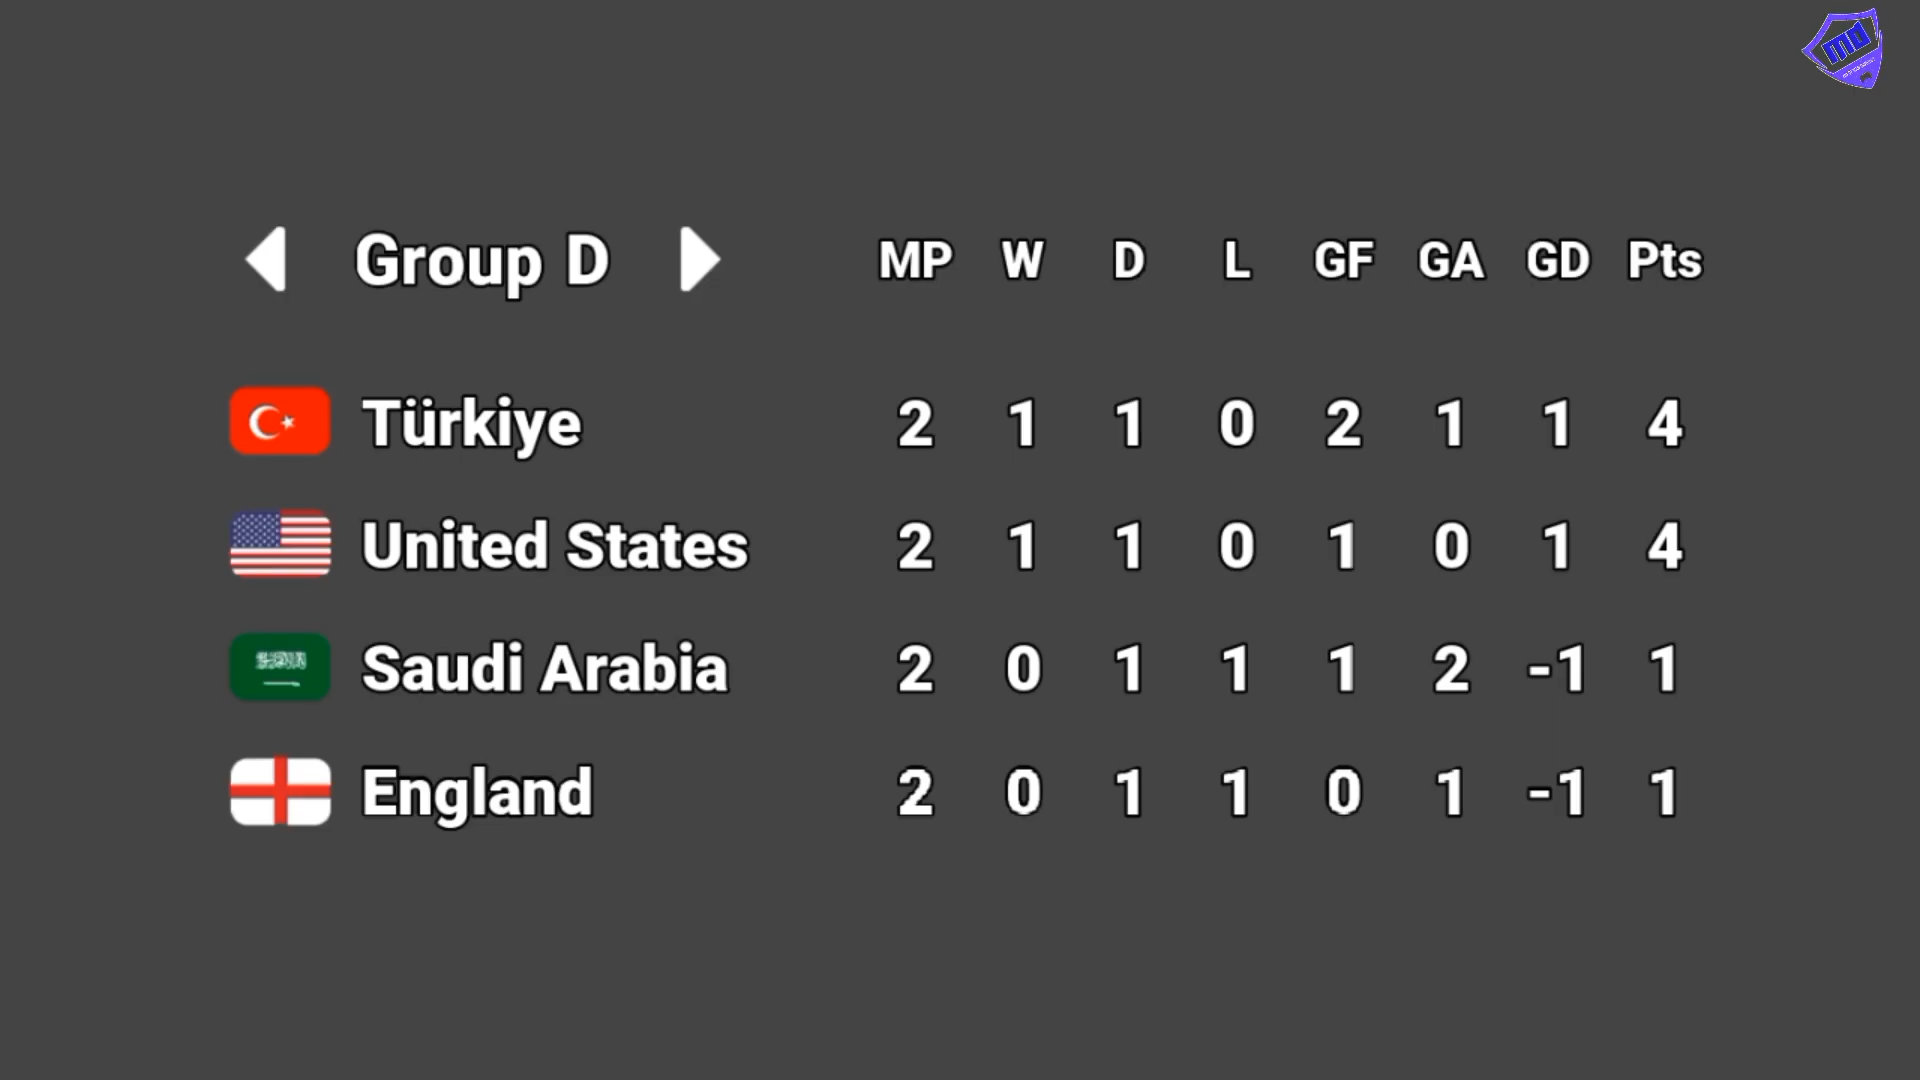 Group D MP W D L GF GA GD Pts
Türkiye 2 1 1 0 2 1 1 4
United States 2 1 1 0 1 0 1 4
Saudi Arabia 2 0 1 1 1 2 -1 1
England 2 0 1 1 0 1 -1 1